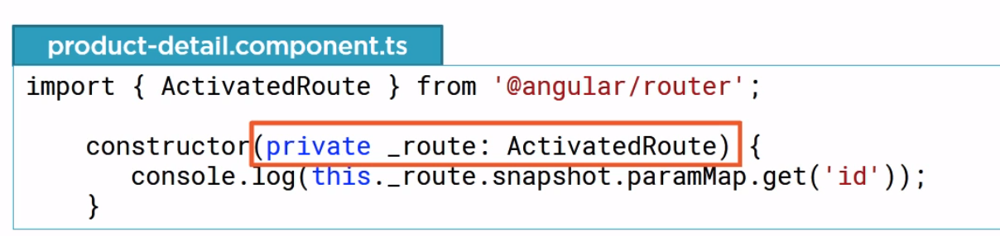 product-detail.component.ts
import { ActivatedRoute } from '@angular/router';
constructor(private _route: ActivatedRoute) {
console.log(this._route.snapshot.paramMap.get('id'));
}